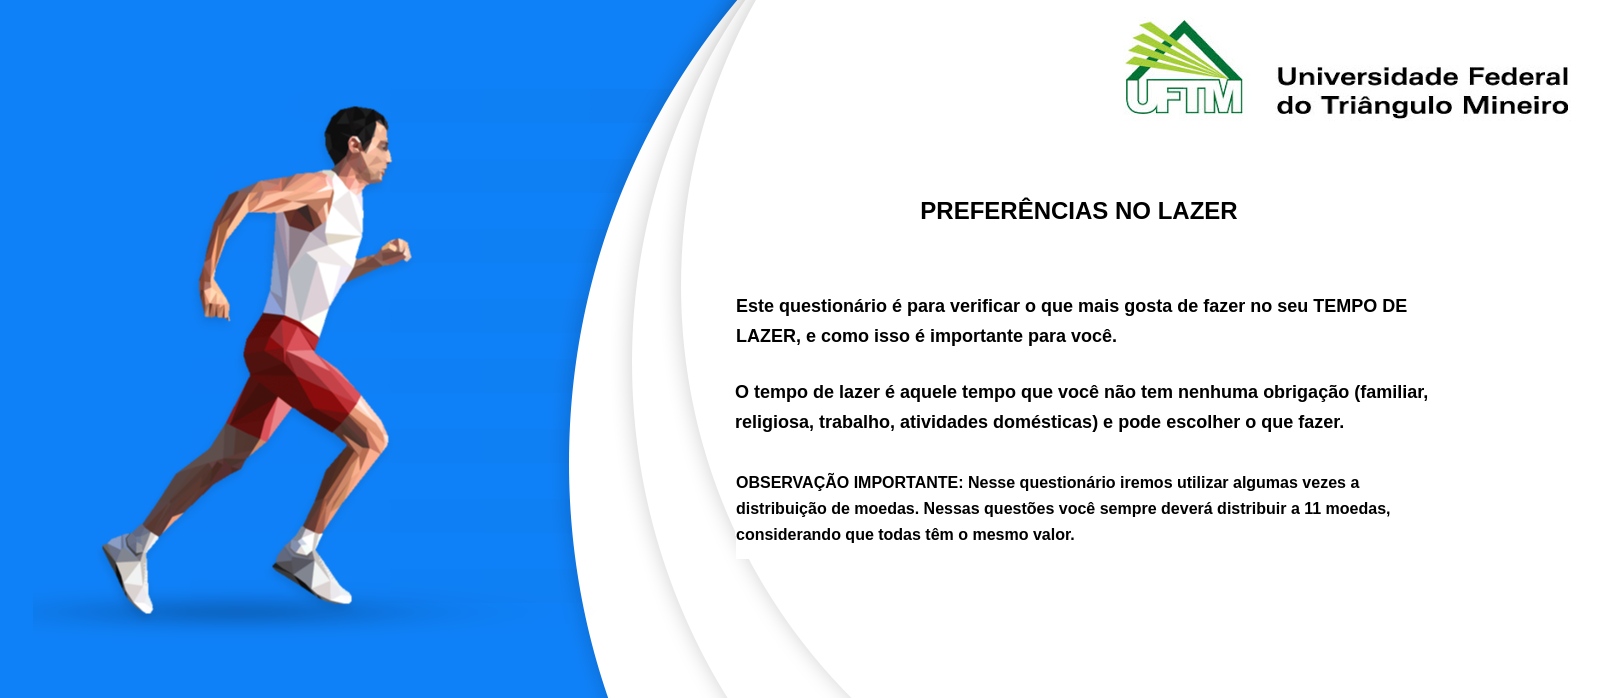 UFTM
Universidade Federal
do Triângulo Mineiro
PREFERÊNCIAS NO LAZER
Este questionário é para verificar o que mais gosta de fazer no seu TEMPO DE
LAZER, e como isso é importante para você.
O tempo de lazer é aquele tempo que você não tem nenhuma obrigação (familiar,
religiosa, trabalho, atividades domésticas) e pode escolher o que fazer.
OBSERVAÇÃO IMPORTANTE: Nesse questionário iremos utilizar algumas vezes a
distribuição de moedas. Nessas questões você sempre deverá distribuir a 11 moedas,
considerando que todas têm o mesmo valor.